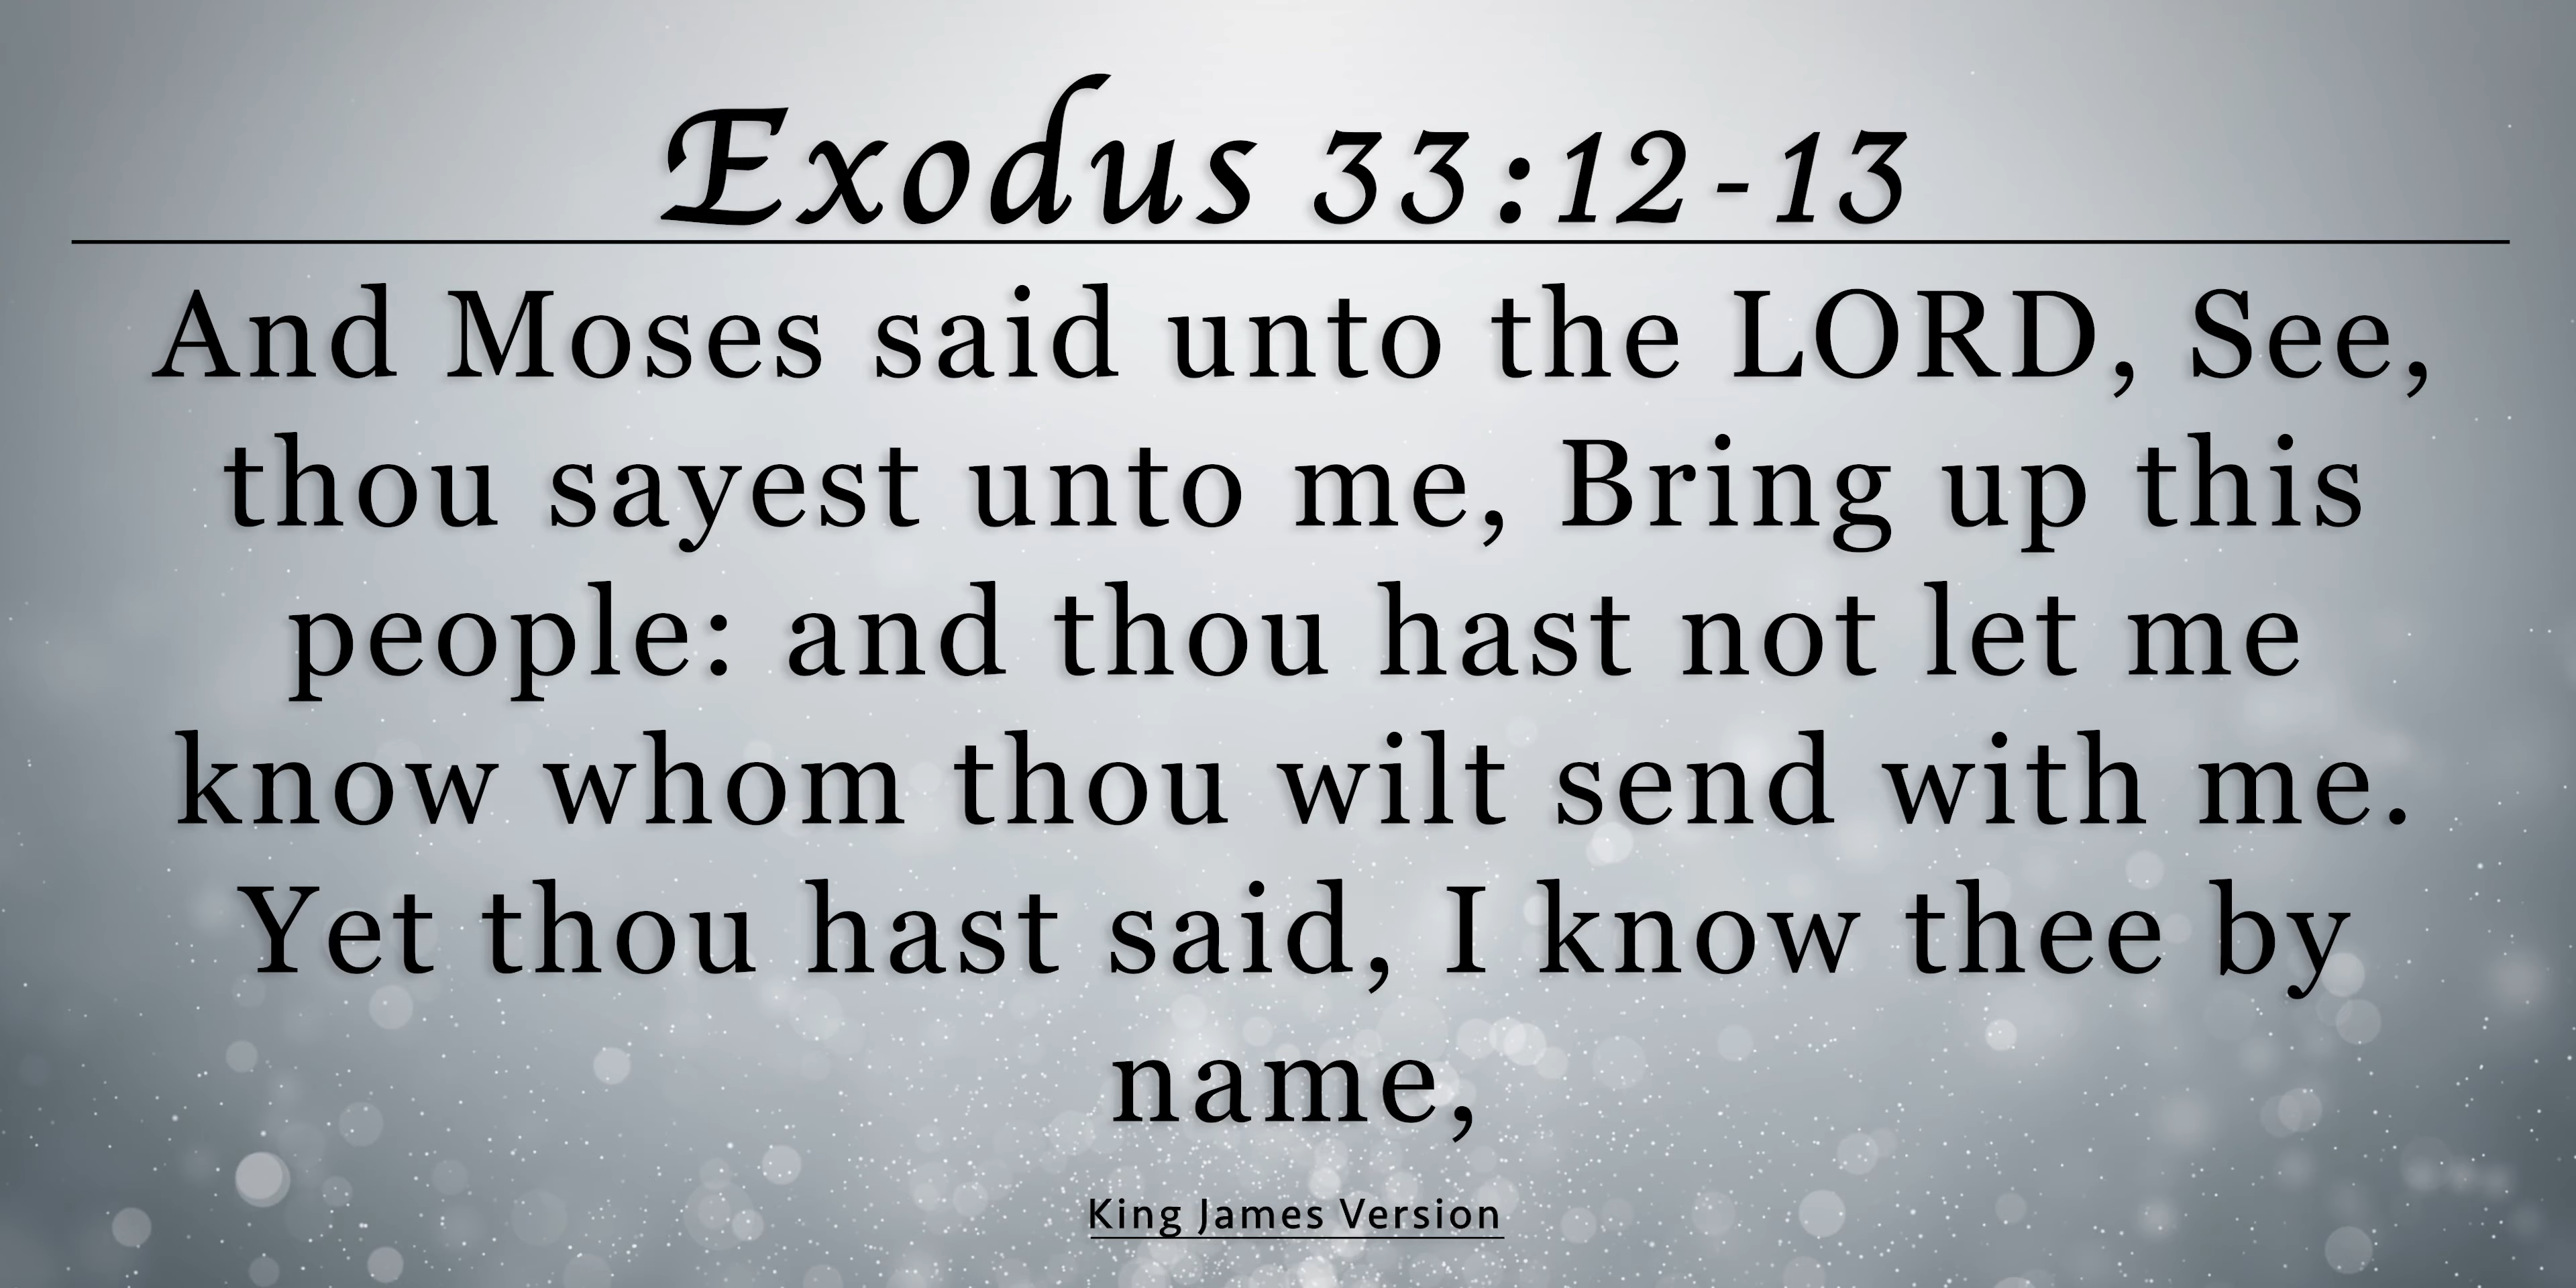 Exodus 33:12-13
And Moses said unto the LORD, See,
thou sayest unto me, Bring up this
people: and thou hast not let me
know whom thou wilt send with me.
Yet thou hast said, I know thee by
name,
King James Version